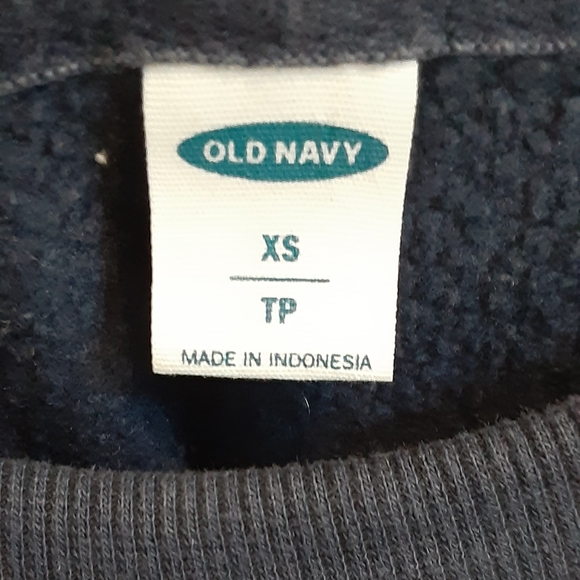 OLD NAVY
XS
TP
MADE IN INDONESIA